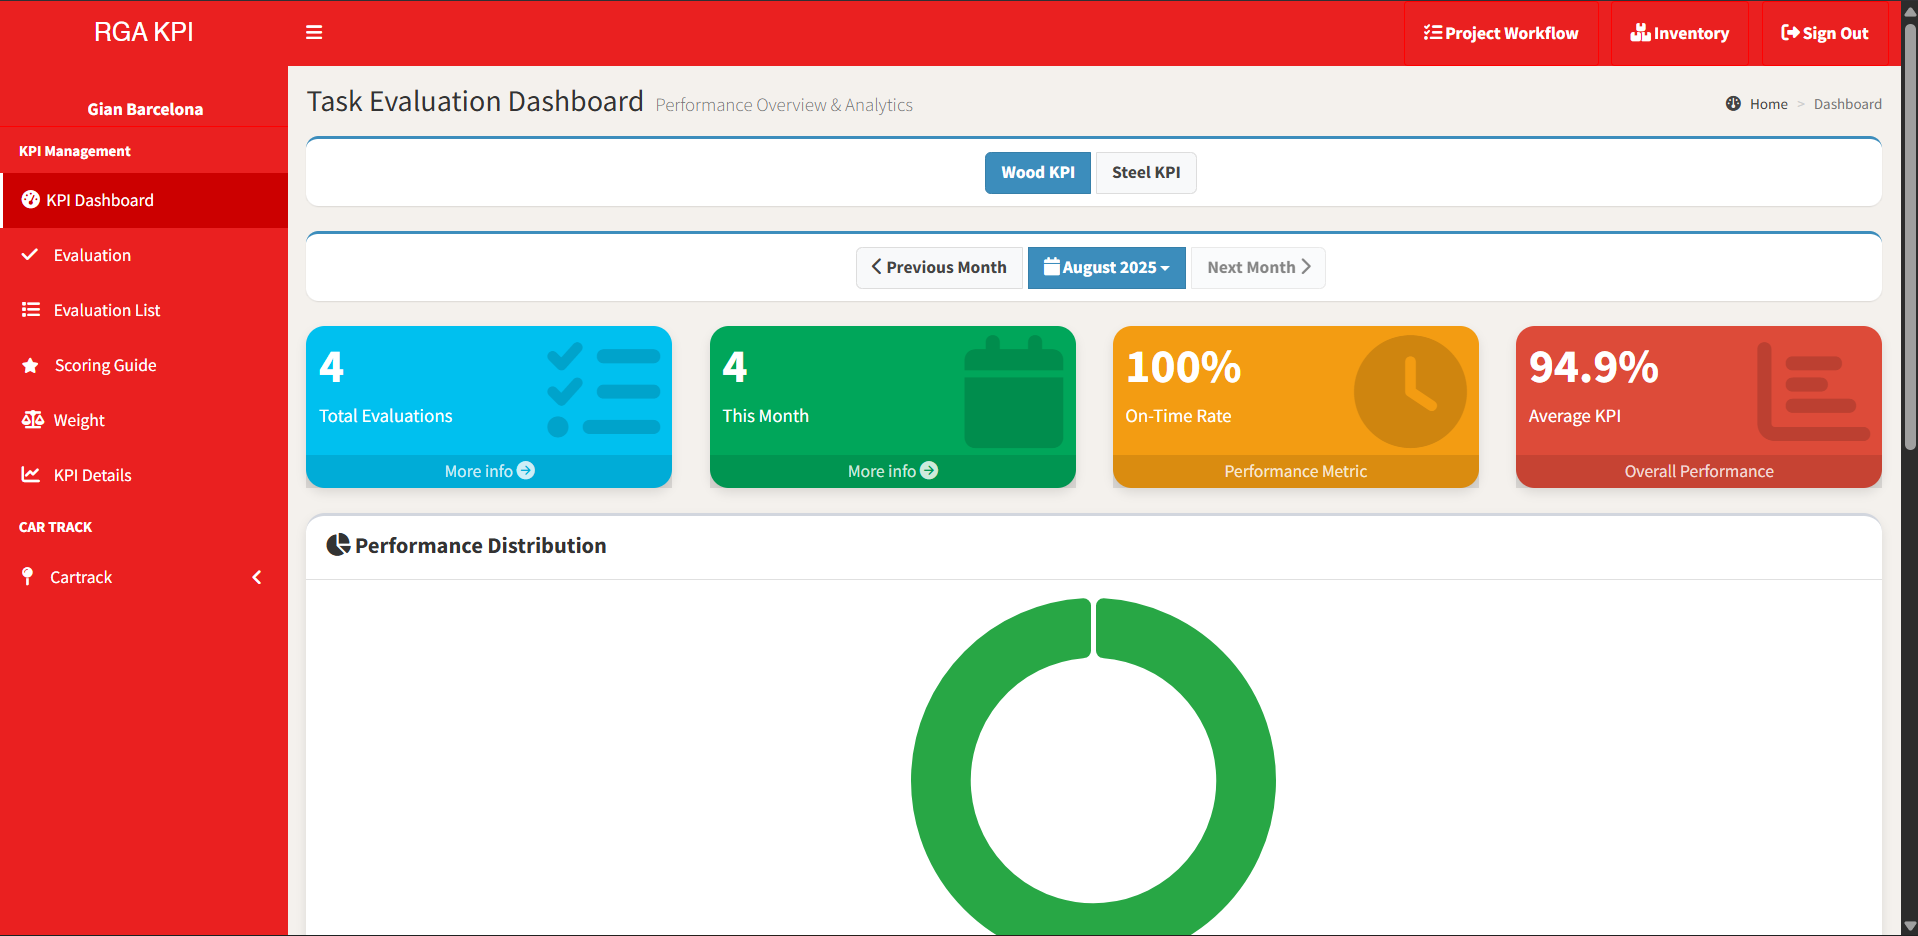 RGA KPI
Project Workflow
Inventory
Sign Out
Gian Barcelona
KPI Management
KPI Dashboard
Evaluation
Evaluation List
Scoring Guide
Weight
KPI Details
CAR TRACK
Cartrack
Task Evaluation Dashboard Performance Overview & Analytics
Home > Dashboard
Wood KPI
Steel KPI
Previous Month
August 2025
Next Month
4
Total Evaluations
More info
4
This Month
More info
100%
On-Time Rate
Performance Metric
94.9%
Average KPI
Overall Performance
Performance Distribution